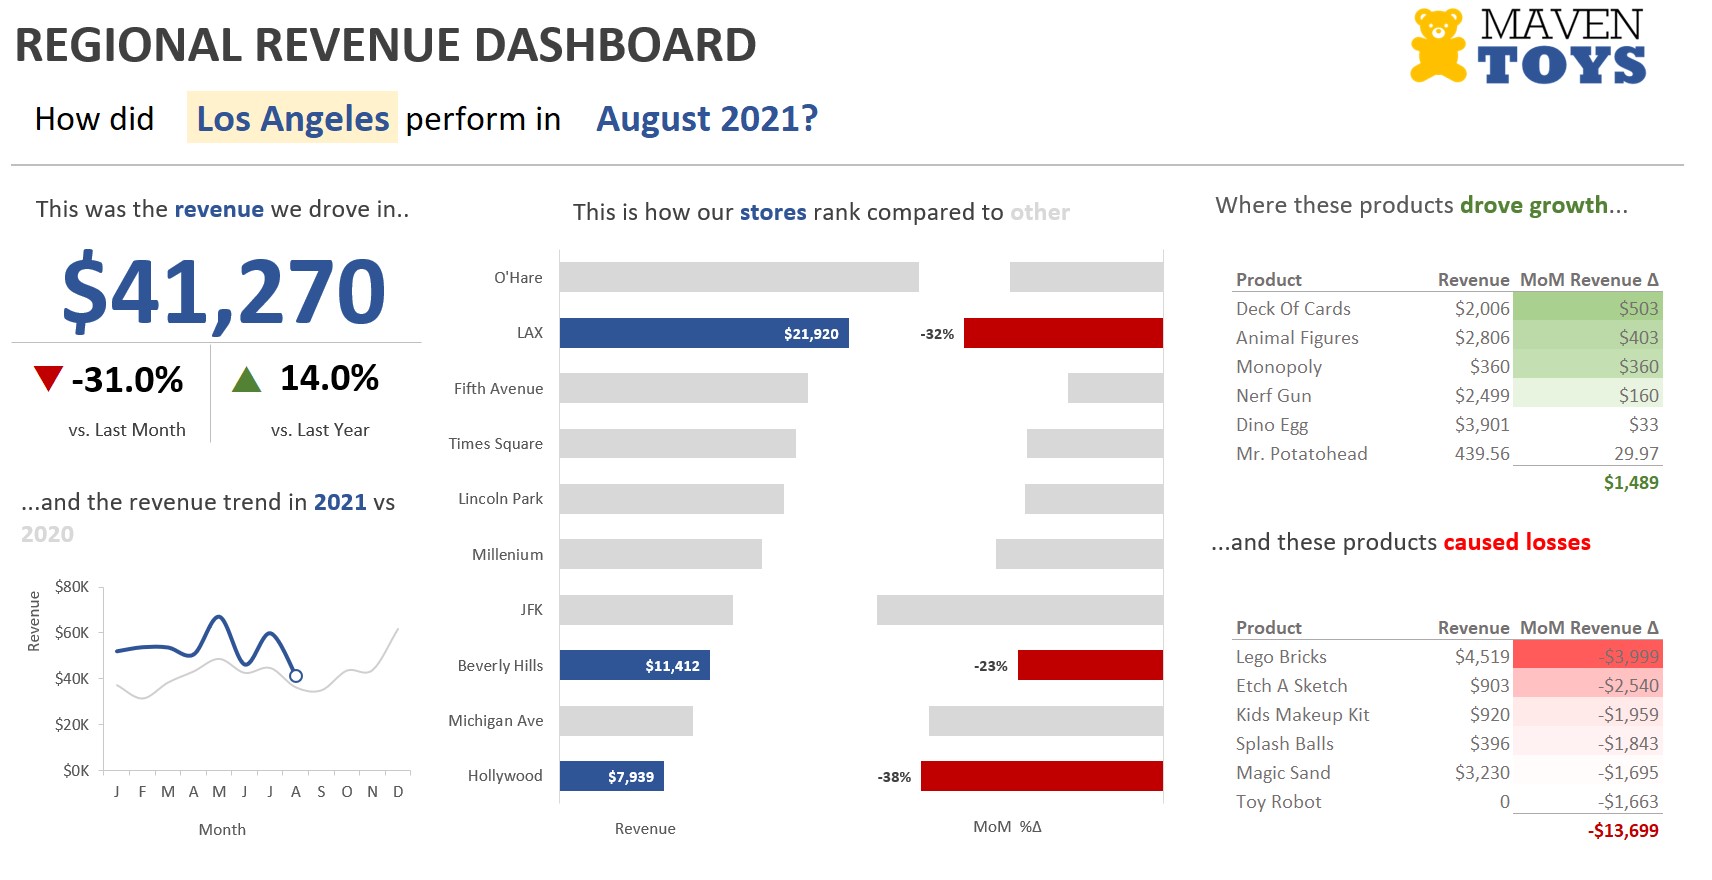 REGIONAL REVENUE DASHBOARD
MAVEN
TOYS
How did Los Angeles perform in August 2021?
This was the revenue we drove in..
$41,270
-31.0%
vs. Last Month
14.0%
vs. Last Year
...and the revenue trend in 2021 vs
2020
Revenue
$80K
$60K
$40K
$20K
$0K
J F M A M J J A S O N D
Month
This is how our stores rank compared to other
O'Hare
LAX $21,920 -32%
Fifth Avenue
Times Square
Lincoln Park
Millenium
JFK
Beverly Hills $11,412 -23%
Michigan Ave
Hollywood $7,939 -38%
Revenue MoM %Δ
Where these products drove growth...
Product Revenue MoM Revenue Δ
Deck Of Cards $2,006 $503
Animal Figures $2,806 $403
Monopoly $360 $360
Nerf Gun $2,499 $160
Dino Egg $3,901 $33
Mr. Potatohead 439.56 29.97
$1,489
...and these products caused losses
Product Revenue MoM Revenue Δ
Lego Bricks $4,519 -$3,999
Etch A Sketch $903 -$2,540
Kids Makeup Kit $920 -$1,959
Splash Balls $396 -$1,843
Magic Sand $3,230 -$1,695
Toy Robot 0 -$1,663
-$13,699